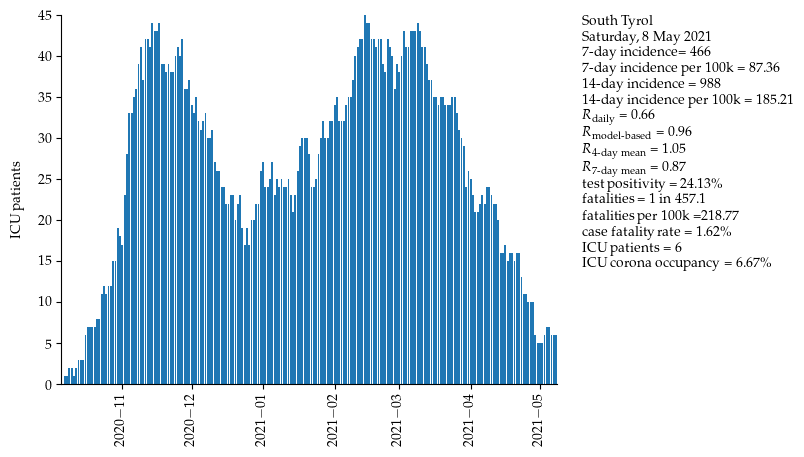 45
40
35
30
25
20
15
10
5
0
ICU patients
2020−11
2020−12
2021−01
2021−02
2021−03
2021−04
2021−05
South Tyrol
Saturday, 8 May 2021
7-day incidence= 466
7-day incidence per 100k = 87.36
14-day incidence = 988
14-day incidence per 100k = 185.21
R daily = 0.66
R model-based = 0.96
R 4-day mean = 1.05
R 7-day mean = 0.87
test positivity = 24.13%
fatalities = 1 in 457.1
fatalities per 100k =218.77
case fatality rate = 1.62%
ICU patients = 6
ICU corona occupancy = 6.67%